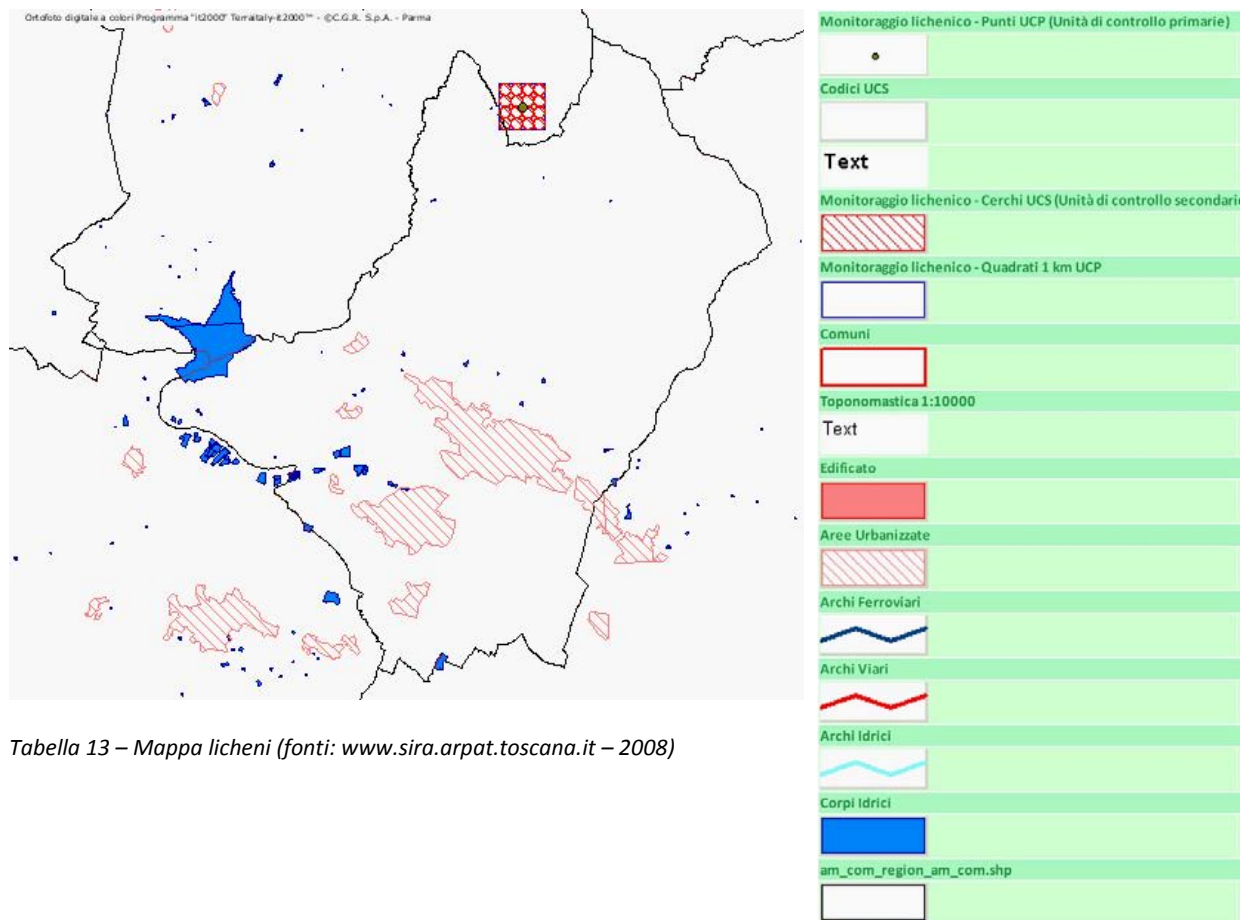 Ortofoto digitale a colori Programma "it2000" Terraitaly-it2000™ - ©C.G.R. S.p.A. - Parma
Tabella 13 – Mappa licheni (fonti: www.sira.arpat.toscana.it – 2008)
Monitoraggio lichenico - Punti UCP (Unità di controllo primarie)
Codici UCS
Text
Monitoraggio lichenico - Cerchi UCS (Unità di controllo secondarie
Monitoraggio lichenico - Quadrati 1 km UCP
Comuni
Toponomastica 1:10000
Text
Edificato
Aree Urbanizzate
Archi Ferroviari
Archi Viari
Archi Idrici
Corpi Idrici
am_com_region_am_com.shp